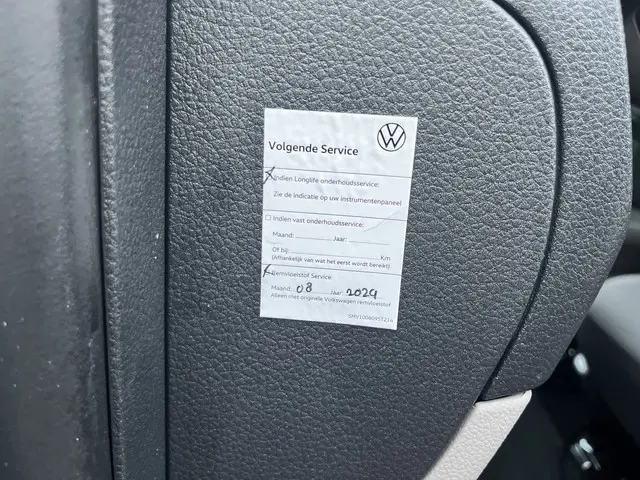 Volgende Service
Indien Longlife onderhoudsservice:
Zie de indicatie op uw instrumentenpaneel
Indien vast onderhoudsservice:
Maand: Jaar:
Of bij: Km
(Afhankelijk van wat het eerst wordt bereikt)
Remvloeistof Service
Maand: 08 Jaar: 2024
Alleen met originele Volkswagen remvloeistof